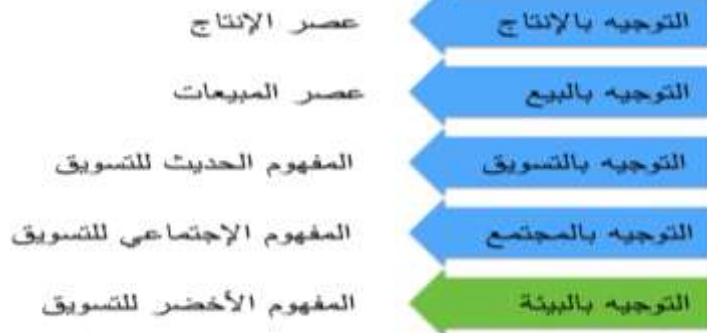 التوجيه بالإنتاج عصر الإنتاج
التوجيه بالبيع عصر المبيعات
التوجيه بالتسويق المفهوم الحديث للتسويق
التوجيه بالمجتمع المفهوم الإجتماعي للتسويق
التوجيه بالبيئة المفهوم الأخضر للتسويق